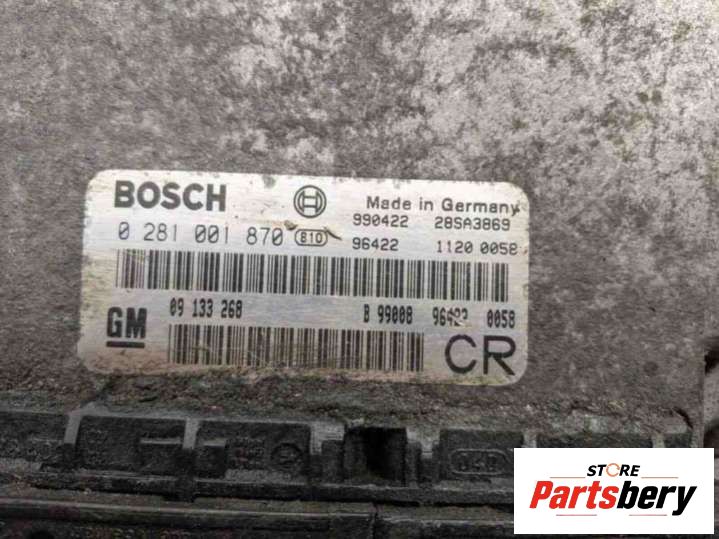 BOSCH
Made in Germany
990422 28SA3869
0 281 001 870 B10
96422 1120 0058
09 133 268 B 99008 0058
GM
CR
STORE
Partsbery